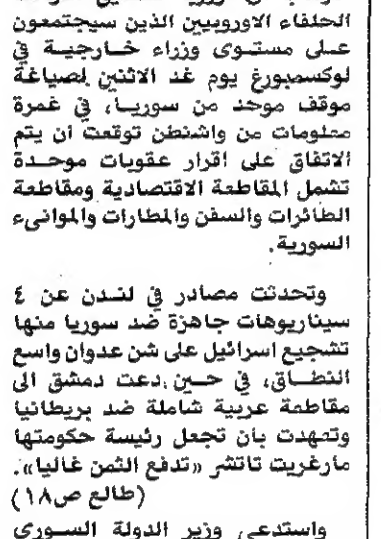 الحلفاء الاوروبيين الذين سيجتمعون
على مستوى وزراء خارجية في
لوكسمبورغ يوم غد الاثنين لصياغة
موقف موحد من سوريا، في غمرة
معلومات من واشنطن توقعت ان يتم
الاتفاق على اقرار عقوبات موحدة
تشمل المقاطعة الاقتصادية ومقاطعة
الطائرات والسفن والمطارات والموانىء
السورية.
وتحدثت مصادر في لندن عن ٤
سيناريوهات جاهزة ضد سوريا منها
تشجيع اسرائيل على شن عدوان واسع
النطاق، في حين دعت دمشق الى
مقاطعة عربية شاملة ضد بريطانيا
وتعهدت بان تجعل رئيسة حكومتها
مارغريت تاتشر «تدفع الثمن غاليا».
(طالع ص١٨)
واستدعى وزير الدولة السوري